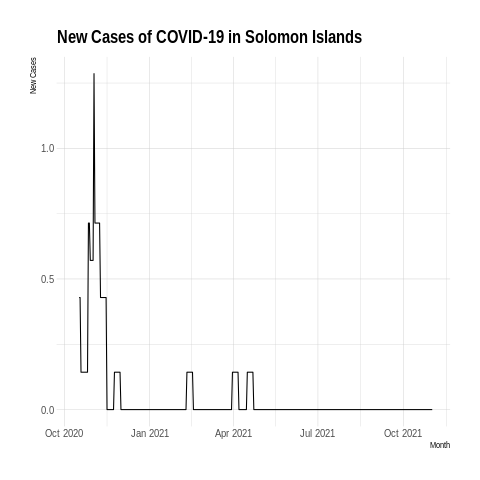 New Cases of COVID-19 in Solomon Islands
New Cases
1.0
0.5
0.0
Oct 2020 Jan 2021 Apr 2021 Jul 2021 Oct 2021
Month